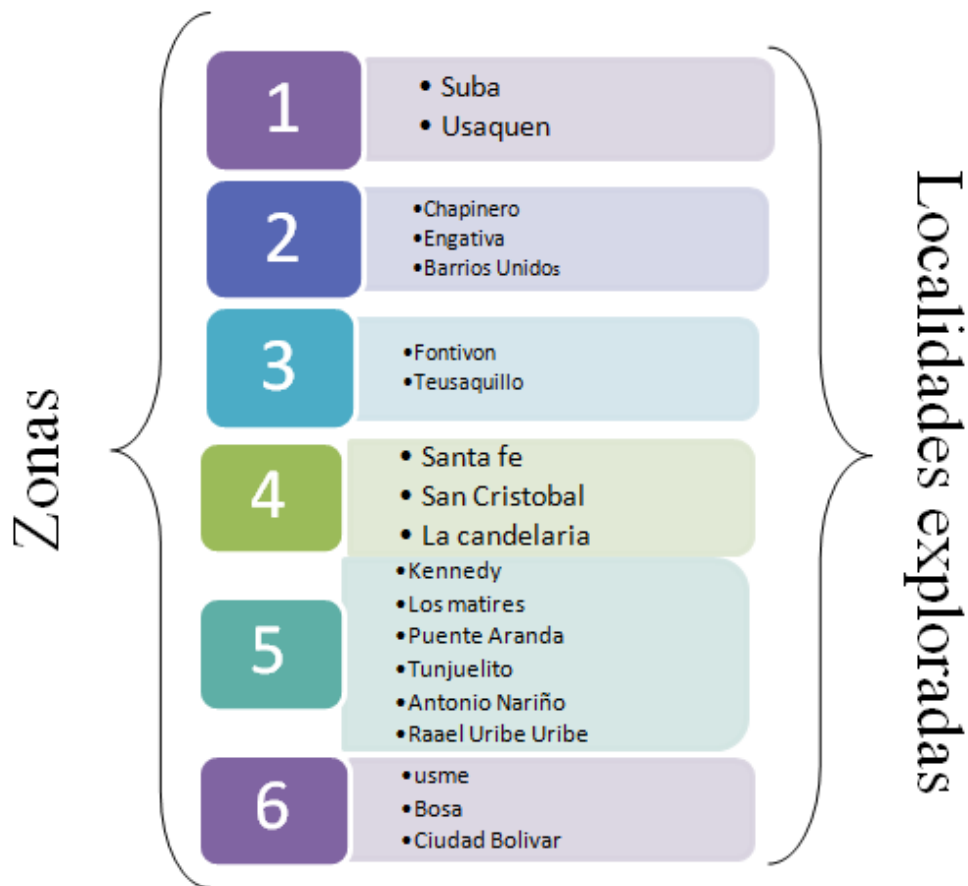 Zonas
1
• Suba
• Usaquen
2
•Chapinero
•Engativa
•Barrios Unidos
3
•Fontivon
•Teusaquillo
4
• Santa fe
• San Cristobal
• La candelaria
5
•Kennedy
•Los matires
•Puente Aranda
•Tunjuelito
•Antonio Nariño
•Raael Uribe Uribe
6
•usme
•Bosa
•Ciudad Bolivar
Localidades exploradas